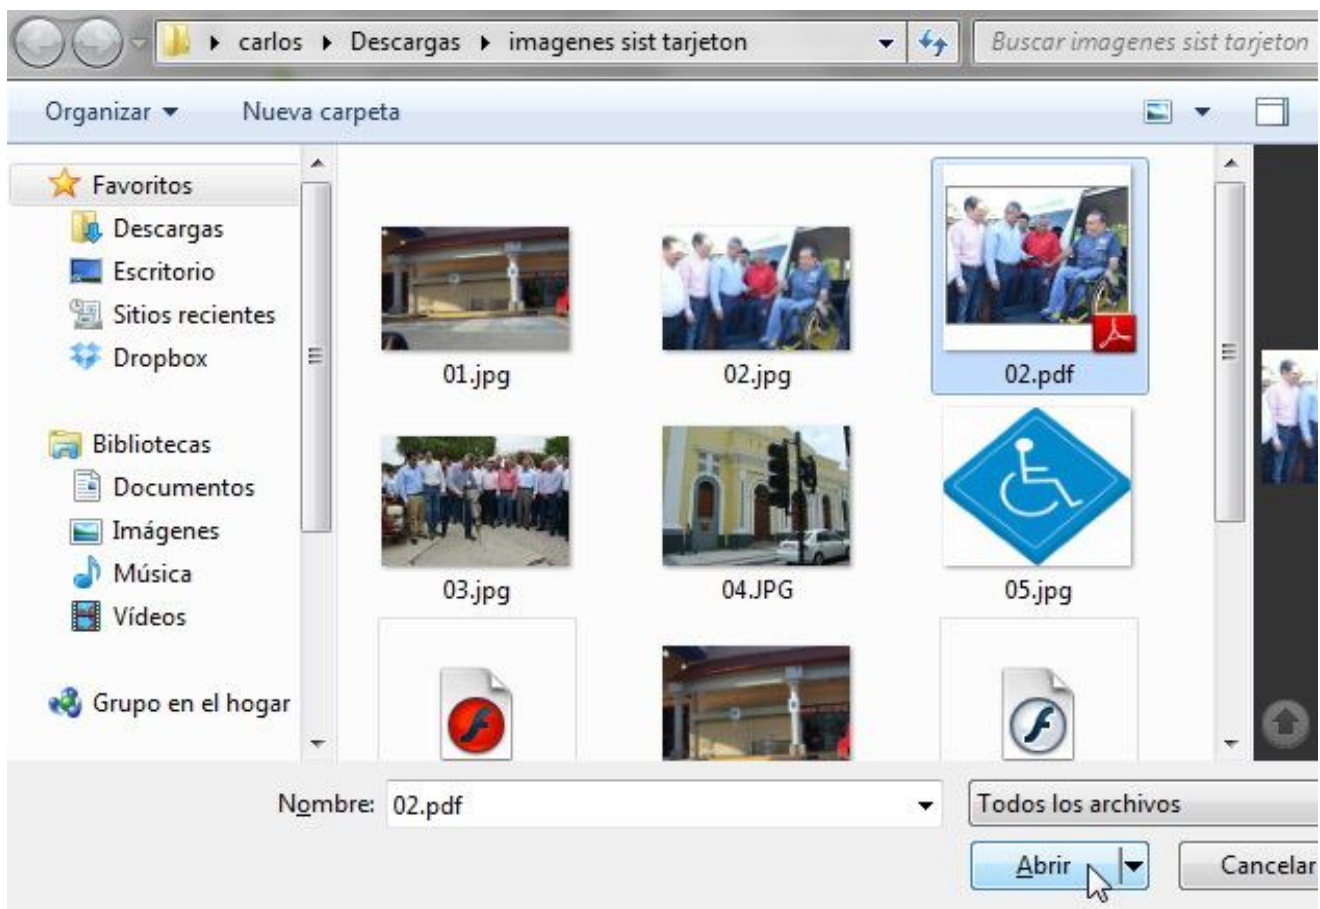 carlos Descargas imagenes sist tarjeton Buscar imagenes sist tarjeton
Organizar Nueva carpeta
Favoritos
Descargas
Escritorio
Sitios recientes
Dropbox
Bibliotecas
Documentos
Imágenes
Música
Vídeos
Grupo en el hogar
01.jpg 02.jpg 02.pdf
03.jpg 04.JPG 05.jpg
Nombre: 02.pdf Todos los archivos
Abrir Cancelar